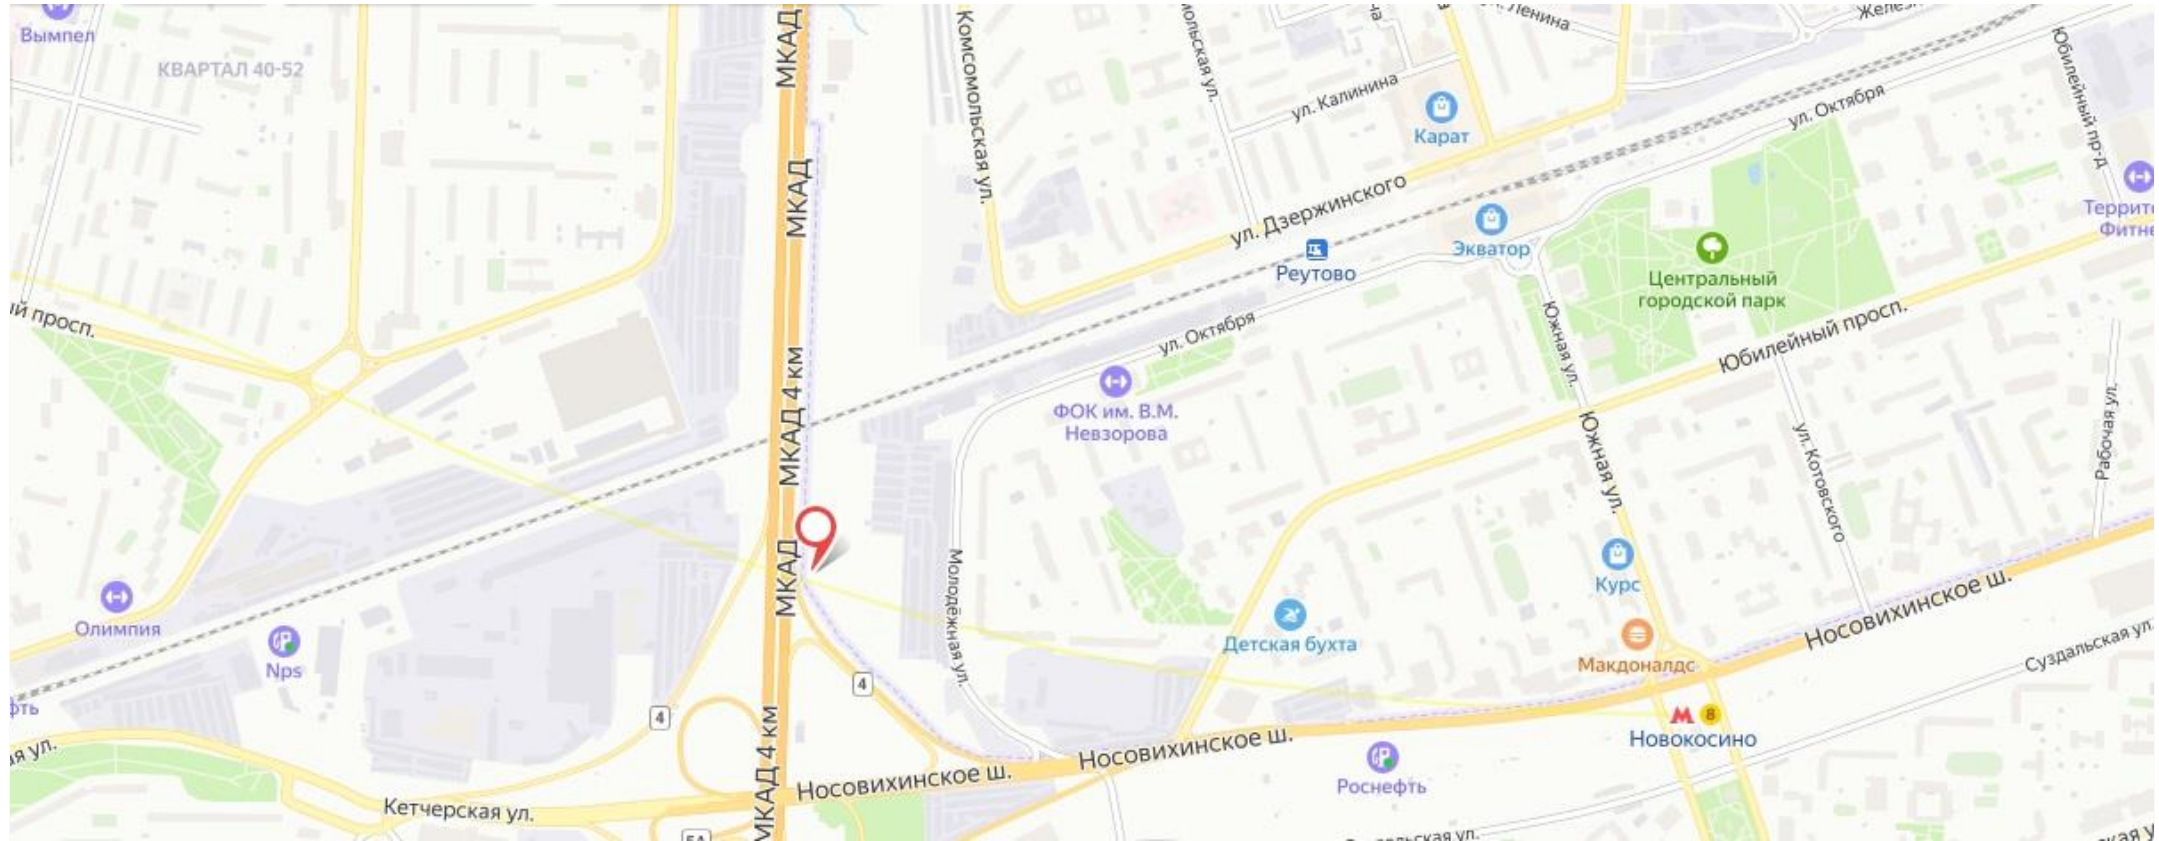 Вымпел
КВАРТАЛ 40-52
МКАД
Комсомольская ул.
ул. Калинина
Карат
ул. Октября
Юбилейный пр-д
МКАД
ул. Дзержинского
Реутово
Экватор
Центральный
городской парк
Юбилейный просп.
ый просп.
МКАД 4 км
ул. Октября
ФОК им. В.М.
Невзорова
Южная ул.
Южная ул.
ул. Котовского
Рабочая ул.
МКАД
Молодёжная ул.
Курс
Олимпия
Nps
Детская бухта
Макдоналдс
Носовихинское ш.
Суздальская ул.
4
4
М 8
Новокосино
МКАД 4 км
Носовихинское ш.
Носовихинское ш.
Роснефть
Кетчерская ул.